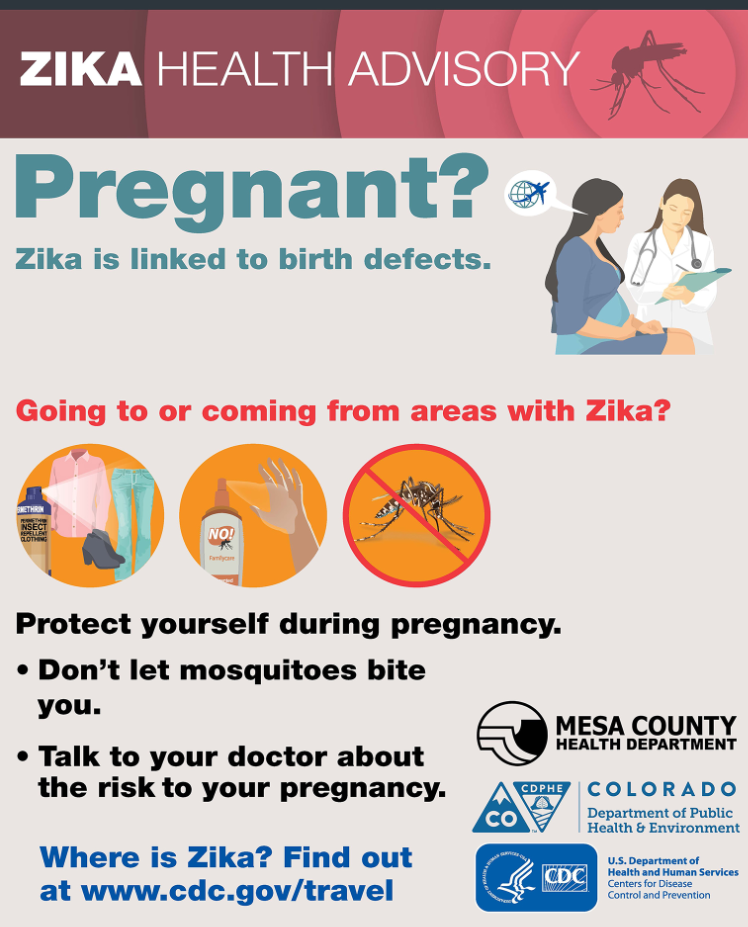 ZIKA HEALTH ADVISORY
Pregnant?
Zika is linked to birth defects.
Going to or coming from areas with Zika?
PERMETHRIN
INSECT
REPELLENT
CLOTHING
NO!
Protect yourself during pregnancy.
• Don’t let mosquitoes bite
you.
• Talk to your doctor about
the risk to your pregnancy.
Where is Zika? Find out
at www.cdc.gov/travel
MESA COUNTY
HEALTH DEPARTMENT
CO
CDPHE
COLORADO
Department of Public
Health & Environment
CDC
U.S. Department of
Health and Human Services
Centers for Disease
Control and Prevention